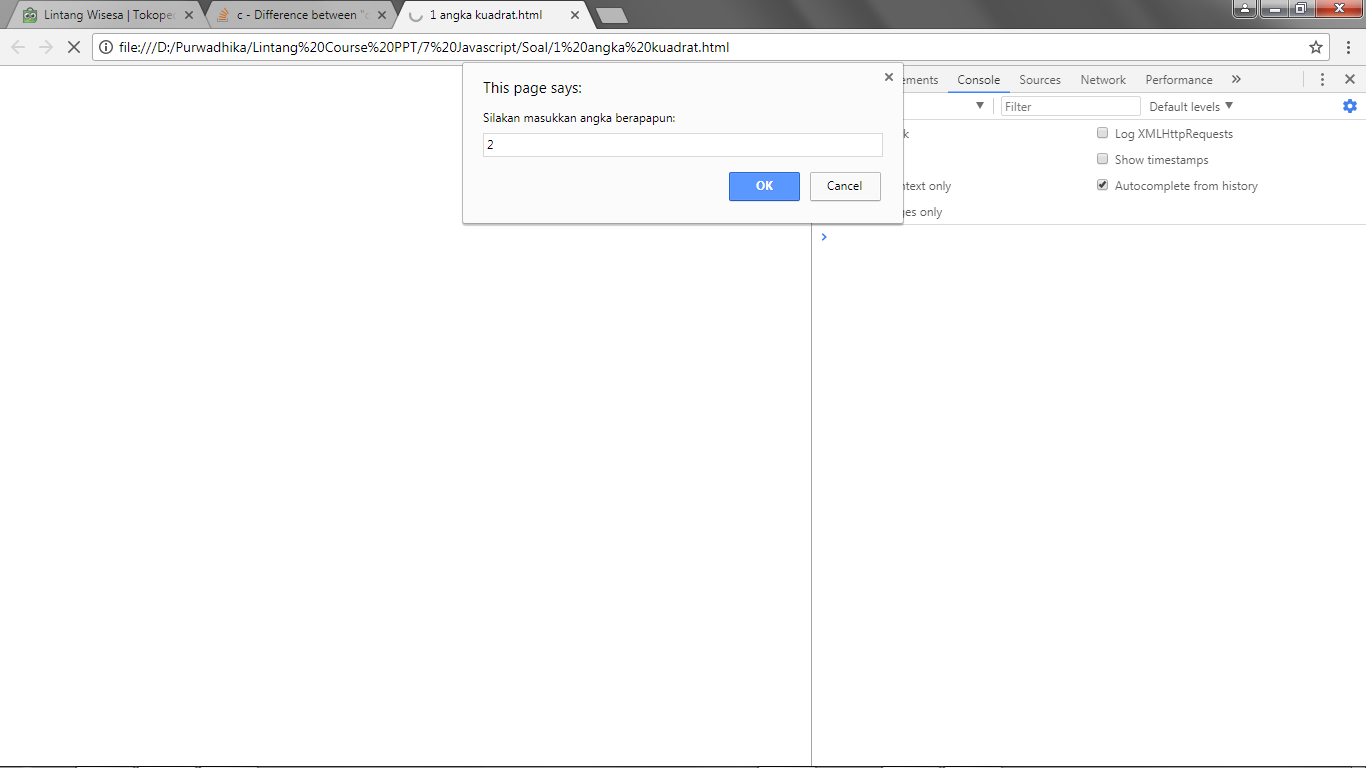 Lintang Wisesa | Tokoped
c - Difference between "c
1 angka kuadrat.html
file:///D:/Purwadhika/Lintang%20Course%20PPT/7%20Javascript/Soal/1%20angka%20kuadrat.html
This page says:
Silakan masukkan angka berapapun:
2
OK Cancel
ements Console Sources Network Performance »
Filter Default levels ▼
k Log XMLHttpRequests
Show timestamps
ntext only Autocomplete from history
ges only
>